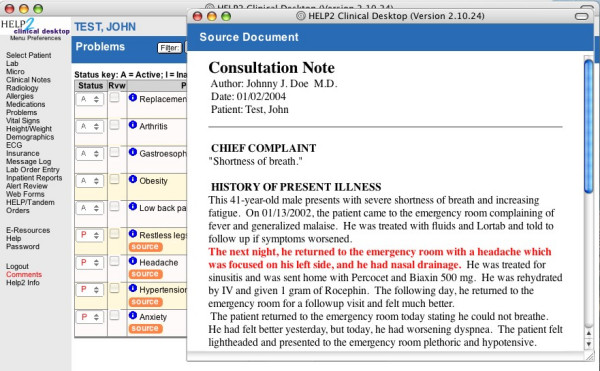 HELP2 Clinical Desktop (Version 2.10.24)
HELP2
clinical desktop
Menu Preferences
Select Patient
Lab
Micro
Clinical Notes
Radiology
Allergies
Medications
Problems
Vital Signs
Height/Weight
Demographics
ECG
Insurance
Message Log
Lab Order Entry
Inpatient Reports
Alert Review
Web Forms
HELP/Tandem
Orders
E-Resources
Help
Password
Logout
Comments
Help2 Info
TEST, JOHN
Problems Filter:
Status key: A = Active; I = Ina
Status Rvw P
A Replacemen
A Arthritis
A Gastroesoph
A Obesity
A Low back pa
P Restless legs
source
P Headache
source
P Hypertension
source
P Anxiety
source
HELP2 Clinical Desktop (Version 2.10.24)
Source Document
Consultation Note
Author: Johnny J. Doe M.D.
Date: 01/02/2004
Patient: Test, John
CHIEF COMPLAINT
"Shortness of breath."
HISTORY OF PRESENT ILLNESS
This 41-year-old male presents with severe shortness of breath and increasing
fatigue. On 01/13/2002, the patient came to the emergency room complaining of
fever and generalized malaise. He was treated with fluids and Lortab and told to
follow up if symptoms worsened.
The next night, he returned to the emergency room with a headache which
was focused on his left side, and he had nasal drainage. He was treated for
sinusitis and was sent home with Percocet and Biaxin 500 mg. He was rehydrated
by IV and given 1 gram of Rocephin. The following day, he returned to the
emergency room for a followup visit and felt much better.
The patient returned to the emergency room today stating he could not breathe.
He had felt better yesterday, but today, he had worsening dyspnea. The patient felt
lightheaded and presented to the emergency room plethoric and hypotensive.